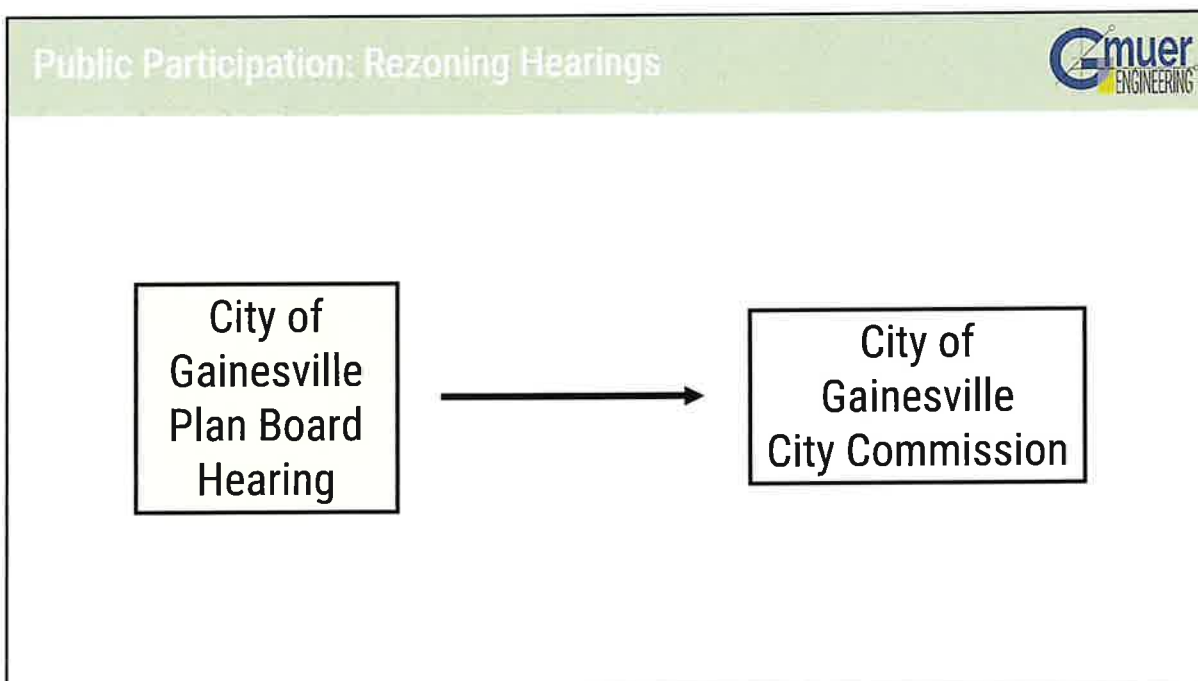 Public Participation: Rezoning Hearings
Gmuer
ENGINEERING
City of
Gainesville
Plan Board
Hearing
City of
Gainesville
City Commission